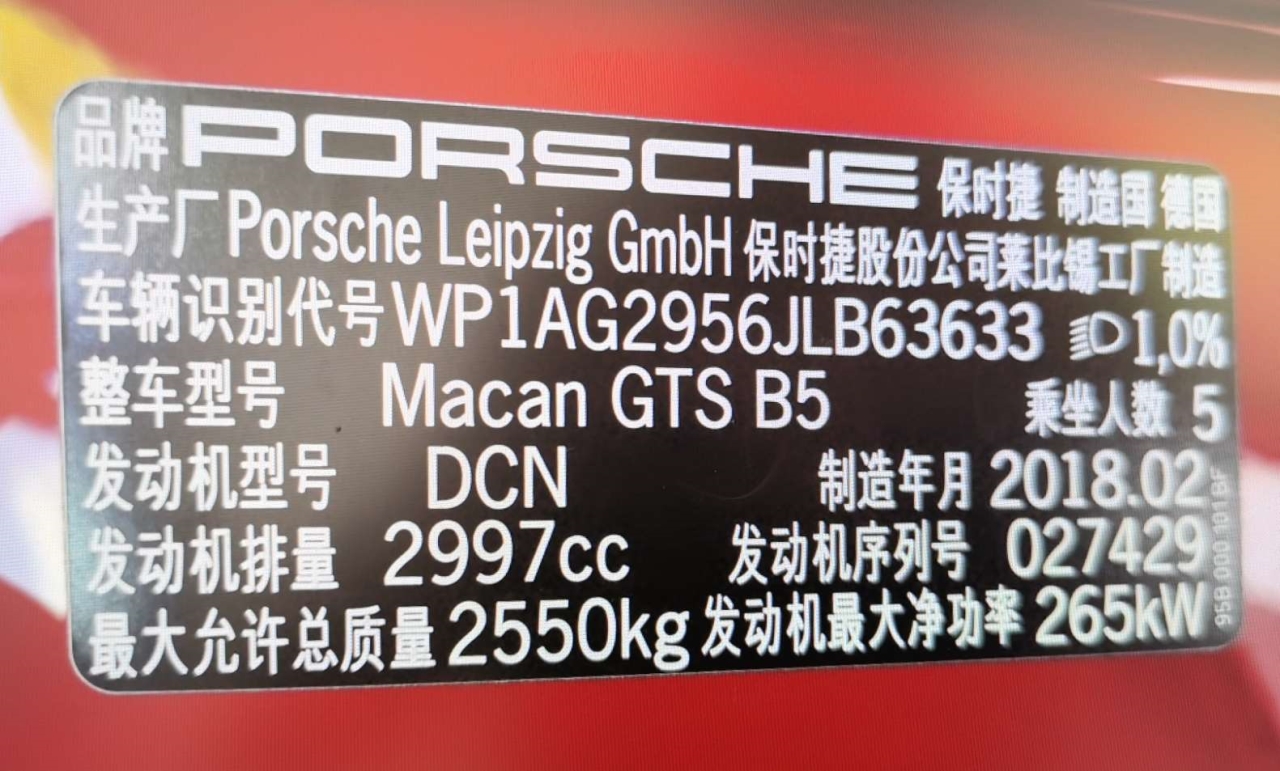 品牌 PORSCHE 保时捷 制造国 德国
生产厂 Porsche Leipzig GmbH 保时捷股份公司莱比锡工厂制造
车辆识别代号 WP1AG2956JLB63633 1,0%
整车型号 Macan GTS B5 乘坐人数 5
发动机型号 DCN 制造年月 2018.02
发动机排量 2997cc 发动机序列号 027429
最大允许总质量 2550kg 发动机最大净功率 265kW
95B 000 101 BF